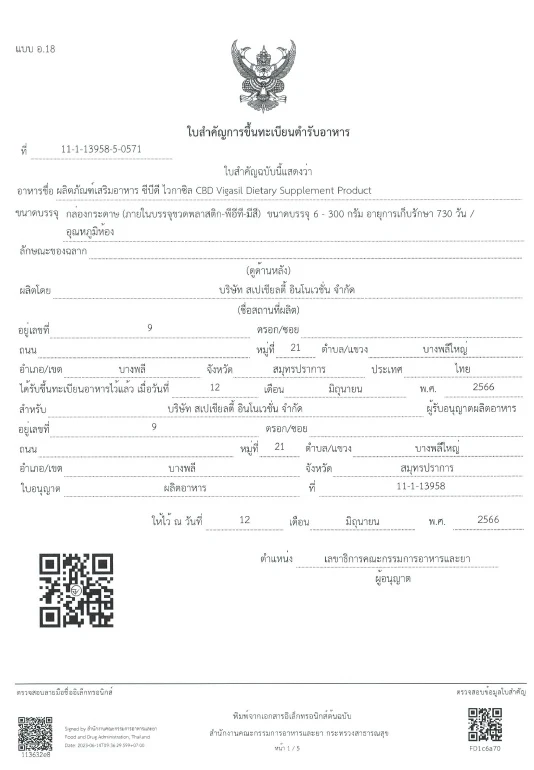 แบบ อ.18
ใบสำคัญการขึ้นทะเบียนตำรับอาหาร
ที่ 11-1-13958-5-0571
ใบสำคัญฉบับนี้แสดงว่า
อาหารชื่อ ผลิตภัณฑ์เสริมอาหาร ซีบีดี ไวกาซิล CBD Vigasil Dietary Supplement Product
ขนาดบรรจุ กล่องกระดาษ (ภายในบรรจุขวดพลาสติก-พีอีที-มีสี) ขนาดบรรจุ 6 - 300 กรัม อายุการเก็บรักษา 730 วัน /
อุณหภูมิห้อง
ลักษณะของฉลาก
(ดูด้านหลัง)
ผลิตโดย บริษัท สเปเชียลตี้ อินโนเวชั่น จำกัด
(ชื่อสถานที่ผลิต)
อยู่เลขที่ 9 ตรอก/ซอย
ถนน หมู่ที่ 21 ตำบล/แขวง บางพลีใหญ่
อำเภอ/เขต บางพลี จังหวัด สมุทรปราการ ประเทศ ไทย
ได้รับขึ้นทะเบียนอาหารไว้แล้ว เมื่อวันที่ 12 เดือน มิถุนายน พ.ศ. 2566
สำหรับ บริษัท สเปเชียลตี้ อินโนเวชั่น จำกัด ผู้รับอนุญาตผลิตอาหาร
อยู่เลขที่ 9 ตรอก/ซอย
ถนน หมู่ที่ 21 ตำบล/แขวง บางพลีใหญ่
อำเภอ/เขต บางพลี จังหวัด สมุทรปราการ
ใบอนุญาต ผลิตอาหาร ที่ 11-1-13958
ให้ไว้ ณ วันที่ 12 เดือน มิถุนายน พ.ศ. 2566
ตำแหน่ง เลขาธิการคณะกรรมการอาหารและยา
ผู้อนุญาต
ตรวจสอบลายมือชื่ออิเล็กทรอนิกส์ ตรวจสอบข้อมูลใบสำคัญ
พิมพ์จากเอกสารอิเล็กทรอนิกส์ต้นฉบับ
Signed by สำนักงานคณะกรรมการอาหารและยา
สำนักงานคณะกรรมการอาหารและยา กระทรวงสาธารณสุข
Food and Drug Administration, Thailand
หน้า 1 / 5
113632e8
FD1c6a70